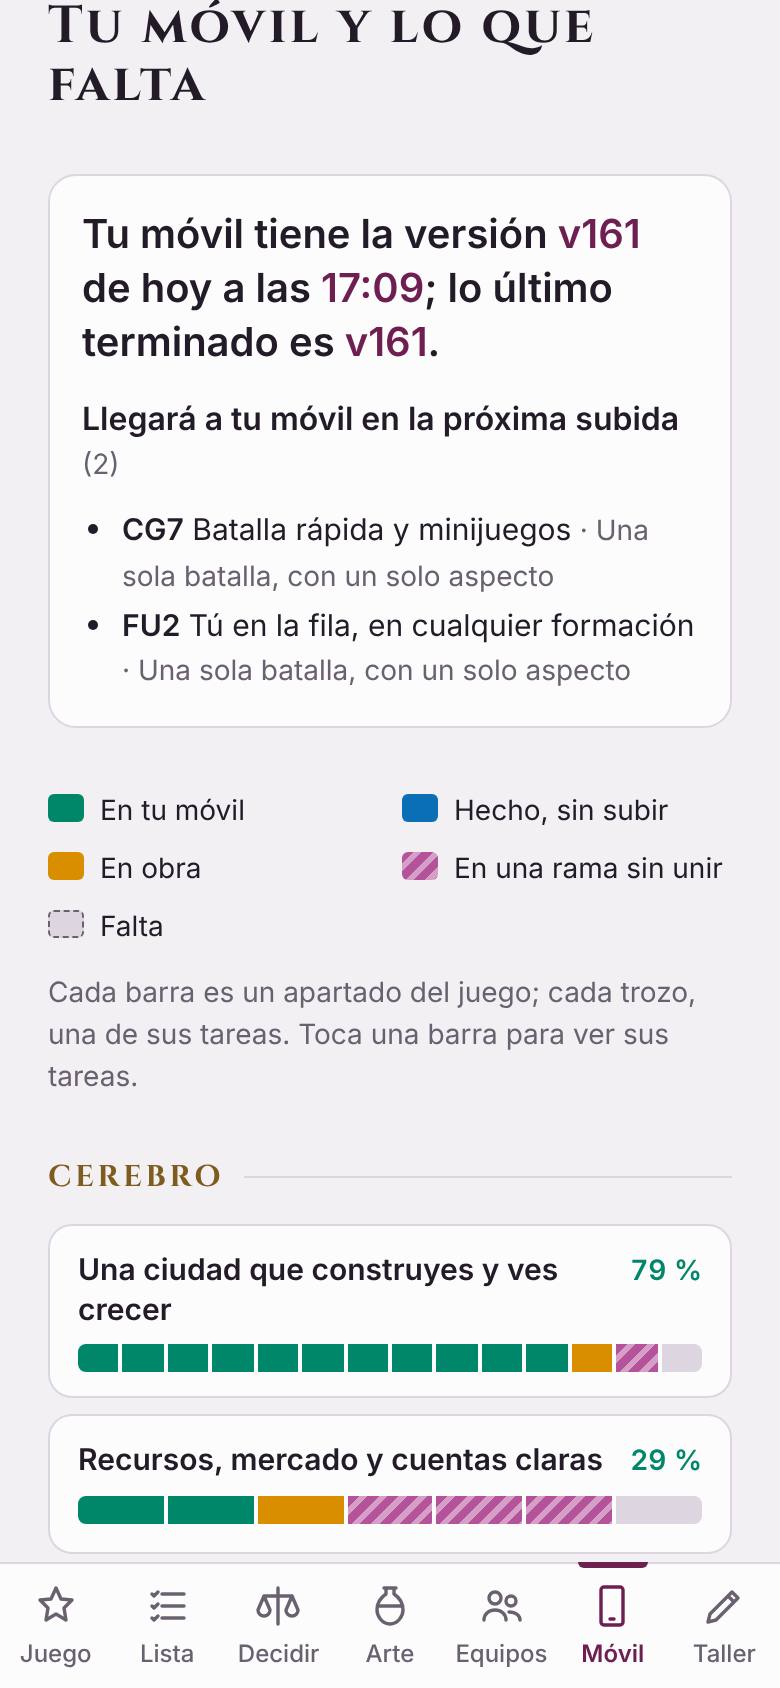 Tu móvil y lo que
falta
Tu móvil tiene la versión v161
de hoy a las 17:09; lo último
terminado es v161.
Llegará a tu móvil en la próxima subida
(2)
• CG7 Batalla rápida y minijuegos · Una
sola batalla, con un solo aspecto
• FU2 Tú en la fila, en cualquier formación
· Una sola batalla, con un solo aspecto
En tu móvil
Hecho, sin subir
En obra
En una rama sin unir
Falta
Cada barra es un apartado del juego; cada trozo,
una de sus tareas. Toca una barra para ver sus
tareas.
CEREBRO
Una ciudad que construyes y ves
crecer
79 %
Recursos, mercado y cuentas claras
29 %
Juego
Lista
Decidir
Arte
Equipos
Móvil
Taller